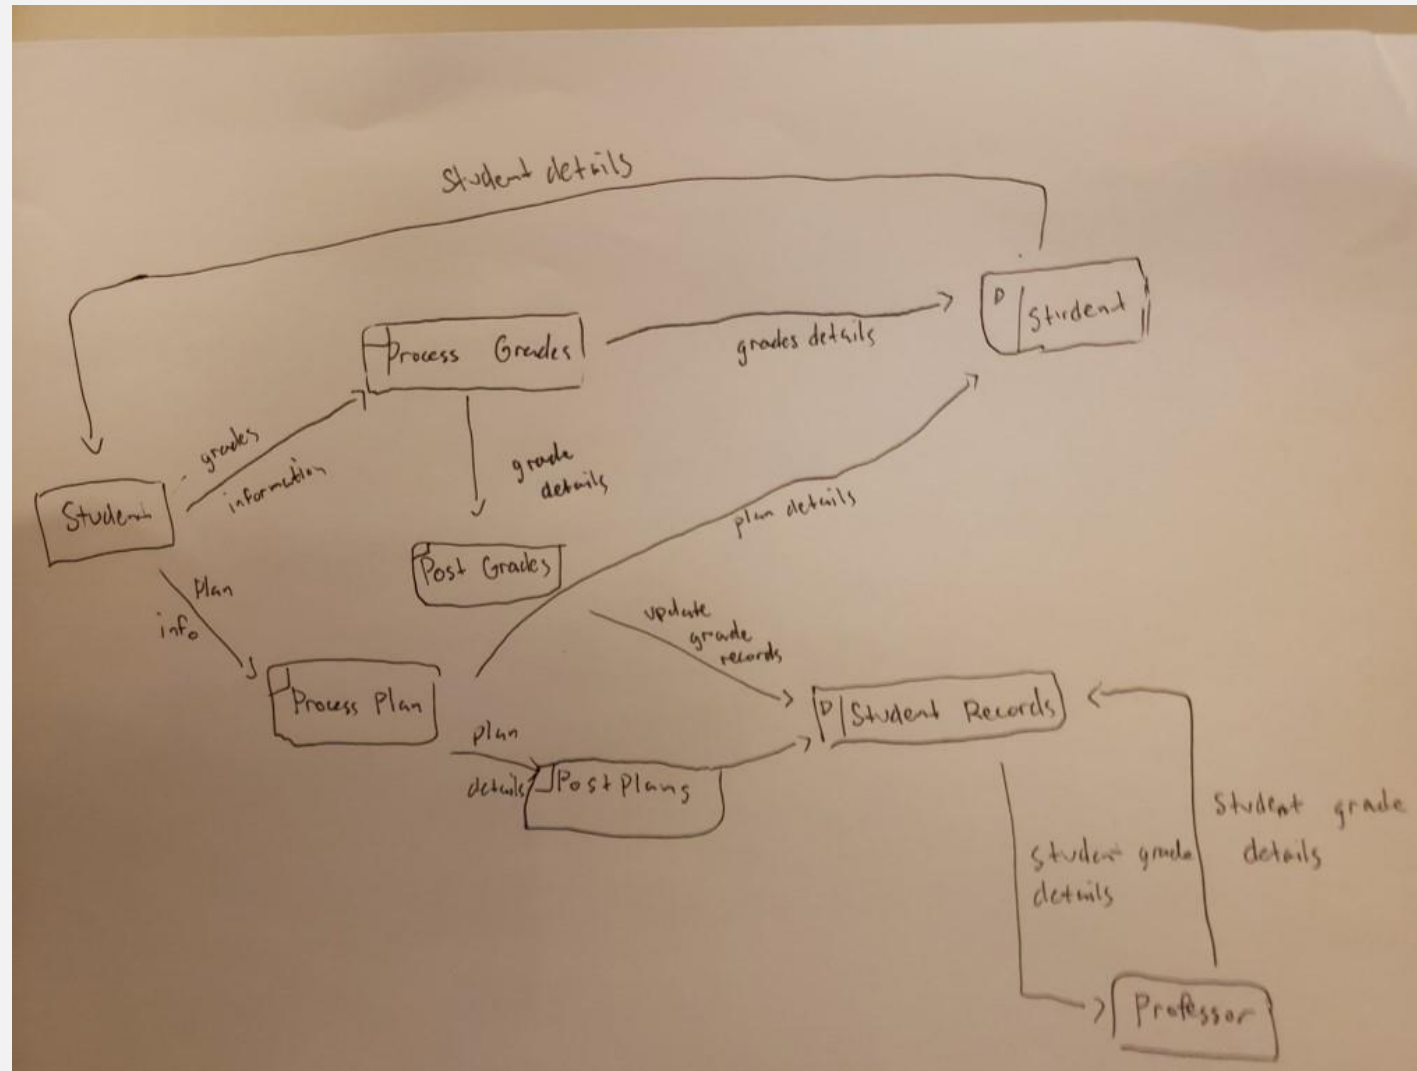 Student details
Process Grades
grades details
D Student
grades
information
Student
grade
details
plan details
Post Grades
Plan
info
update
grade
records
Process Plan
D Student Records
plan
details
Post Plans
Student grade
details
Student grade
details
Professor